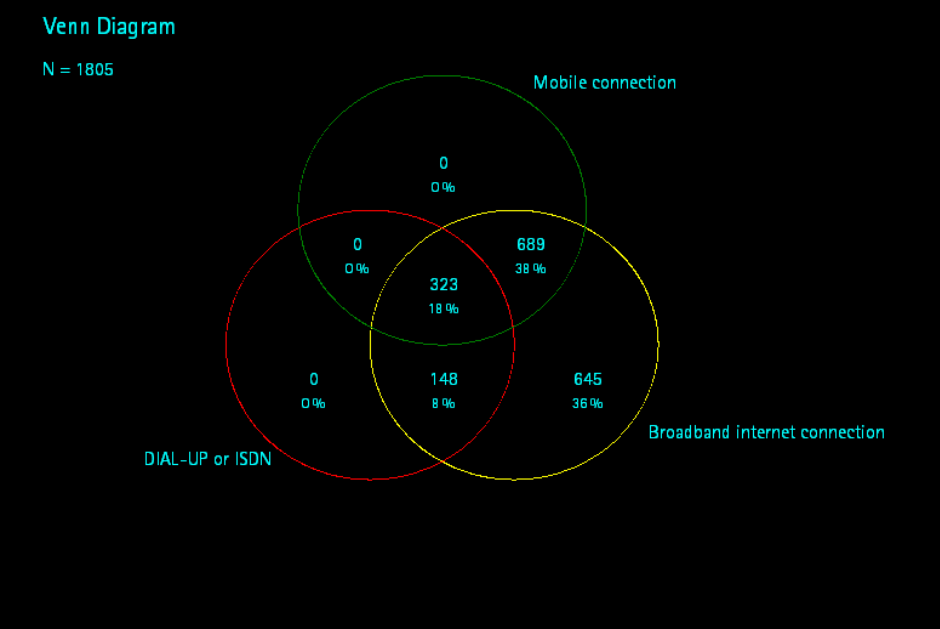 Venn Diagram
N = 1805
Mobile connection
0
0%
0
0%
689
38%
323
18%
0
0%
148
8%
645
36%
Broadband internet connection
DIAL-UP or ISDN